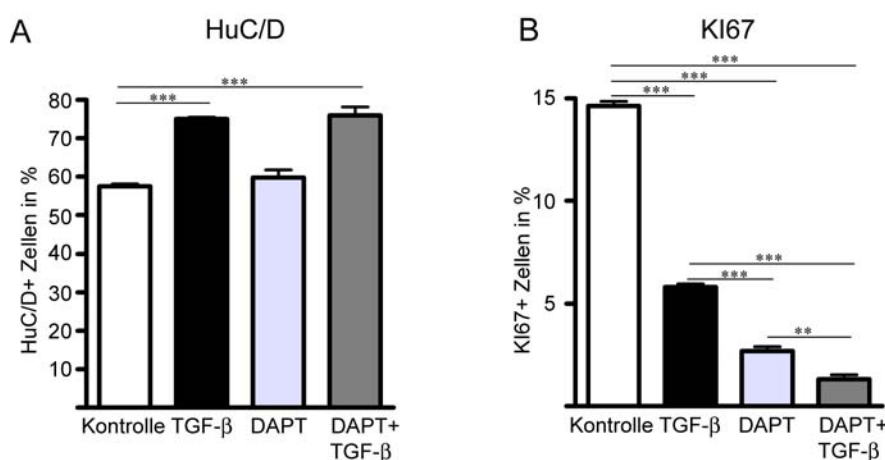 A
HuC/D
***
***
HuC/D+ Zellen in %
80
70
60
50
40
30
20
10
Kontrolle TGF-β DAPT DAPT+
TGF-β
B
KI67
***
***
***
***
***
**
KI67+ Zellen in %
15
10
5
Kontrolle TGF-β DAPT DAPT+
TGF-β